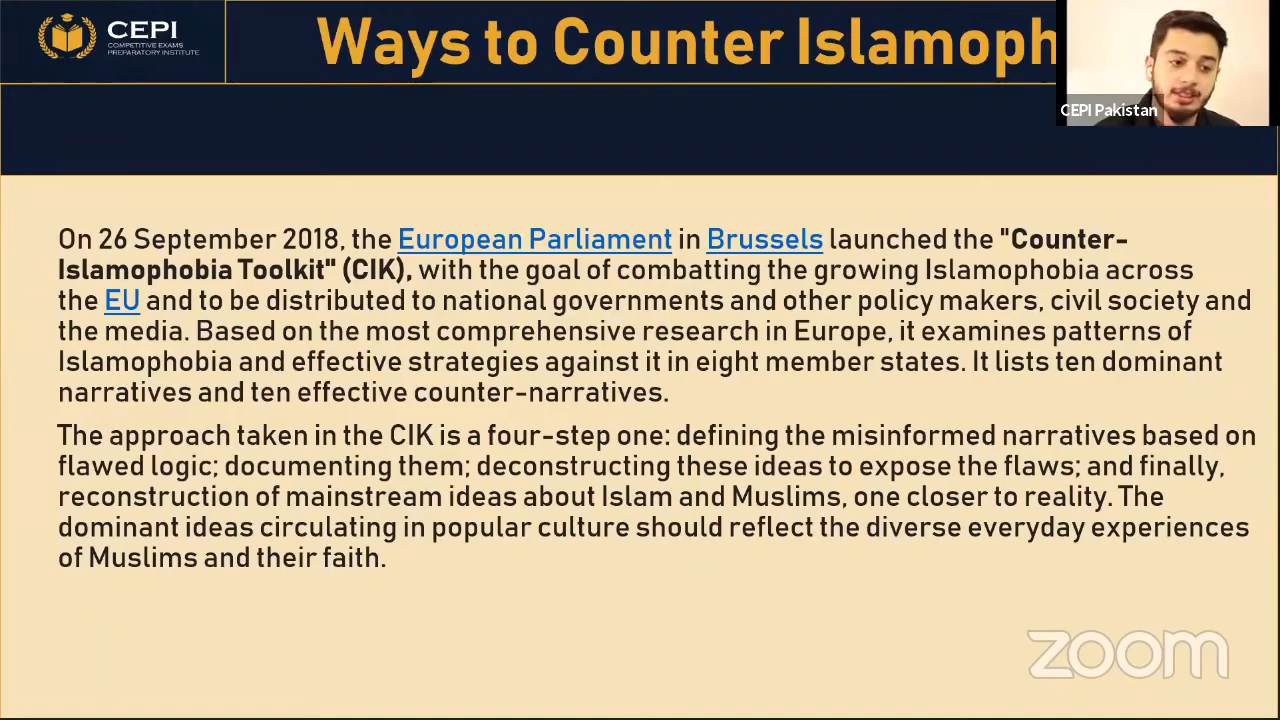 CEPI
COMPETITIVE EXAMS
PREPARATORY INSTITUTE
Ways to Counter Islamoph
CEPI Pakistan
On 26 September 2018, the European Parliament in Brussels launched the "Counter-
Islamophobia Toolkit" (CIK), with the goal of combatting the growing Islamophobia across
the EU and to be distributed to national governments and other policy makers, civil society and
the media. Based on the most comprehensive research in Europe, it examines patterns of
Islamophobia and effective strategies against it in eight member states. It lists ten dominant
narratives and ten effective counter-narratives.
The approach taken in the CIK is a four-step one: defining the misinformed narratives based on
flawed logic; documenting them; deconstructing these ideas to expose the flaws; and finally,
reconstruction of mainstream ideas about Islam and Muslims, one closer to reality. The
dominant ideas circulating in popular culture should reflect the diverse everyday experiences
of Muslims and their faith.
zoom